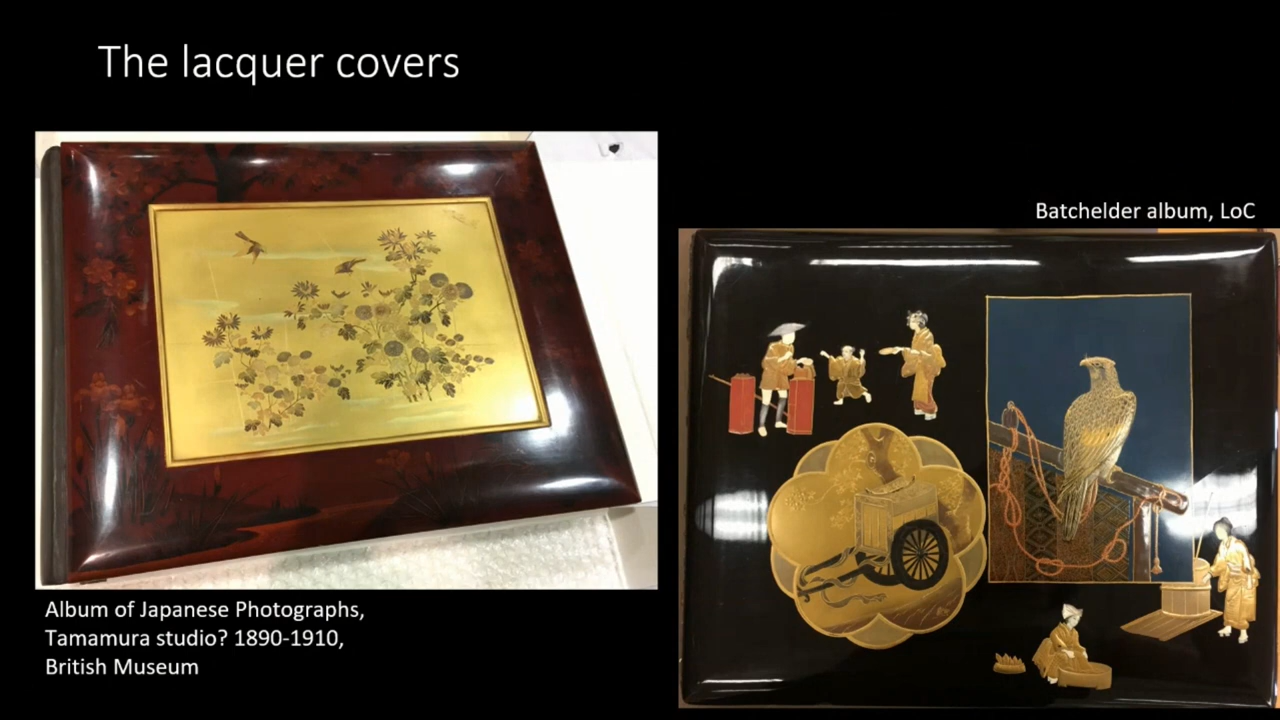 The lacquer covers
Batchelder album, LoC
Album of Japanese Photographs,
Tamamura studio? 1890-1910,
British Museum